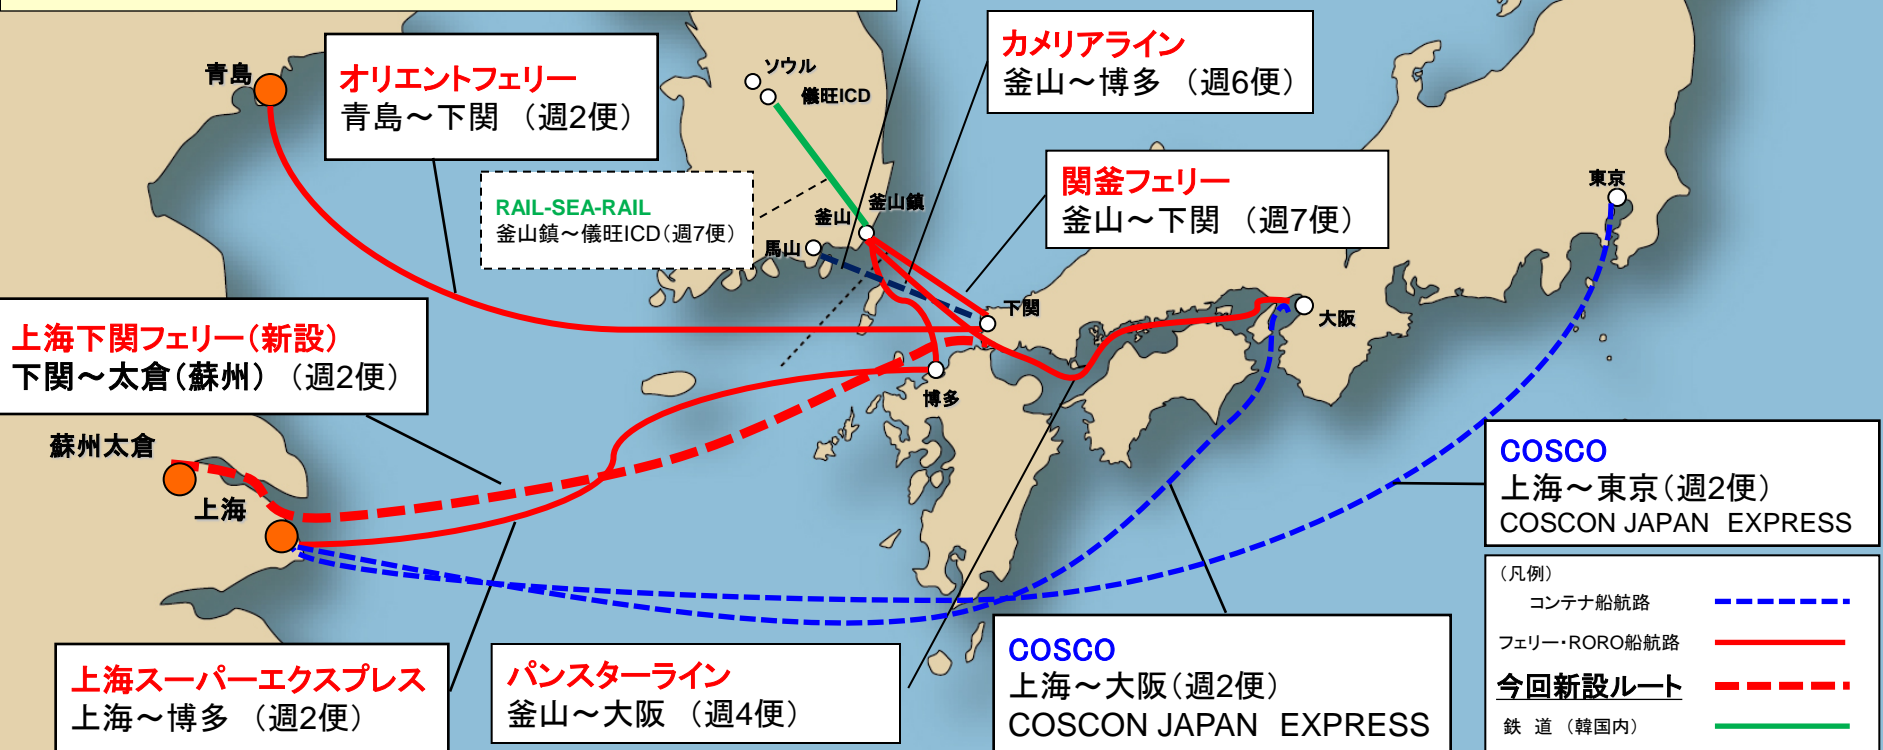 青島
オリエントフェリー
青島～下関 （週2便）
ソウル
儀旺ICD
カメリアライン
釜山～博多 （週6便）
RAIL-SEA-RAIL
釜山鎮～儀旺ICD（週7便）
釜山
釜山鎮
馬山
関釜フェリー
釜山～下関 （週7便）
東京
下関
大阪
博多
上海下関フェリー（新設）
下関～太倉（蘇州） （週2便）
蘇州太倉
上海
COSCO
上海～東京（週2便）
COSCON JAPAN EXPRESS
上海スーパーエクスプレス
上海～博多 （週2便）
パンスターライン
釜山～大阪 （週4便）
COSCO
上海～大阪（週2便）
COSCON JAPAN EXPRESS
（凡例）
コンテナ船航路
フェリー・RORO船航路
今回新設ルート
鉄 道 （韓国内）